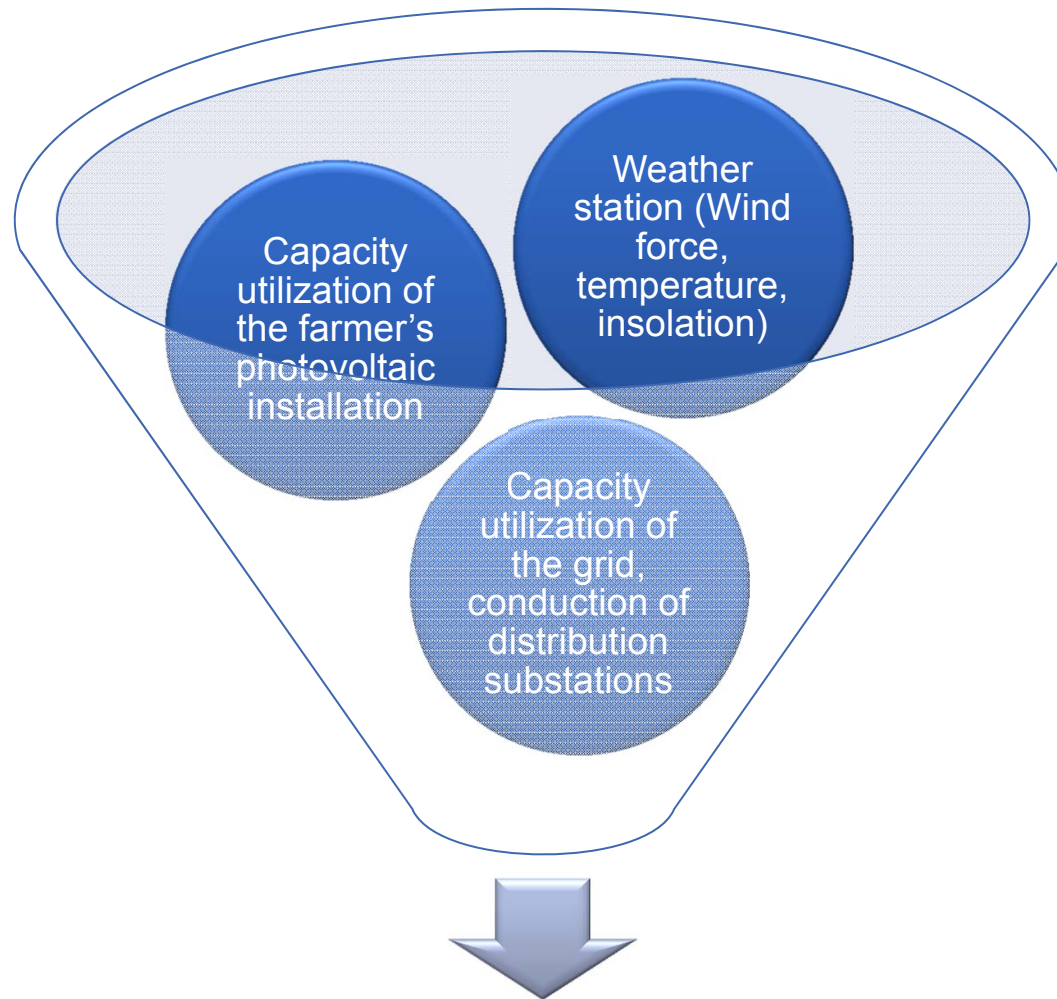 Weather
station (Wind
force,
temperature,
insolation)
Capacity
utilization of
the farmer’s
photovoltaic
installation
Capacity
utilization of
the grid,
conduction of
distribution
substations